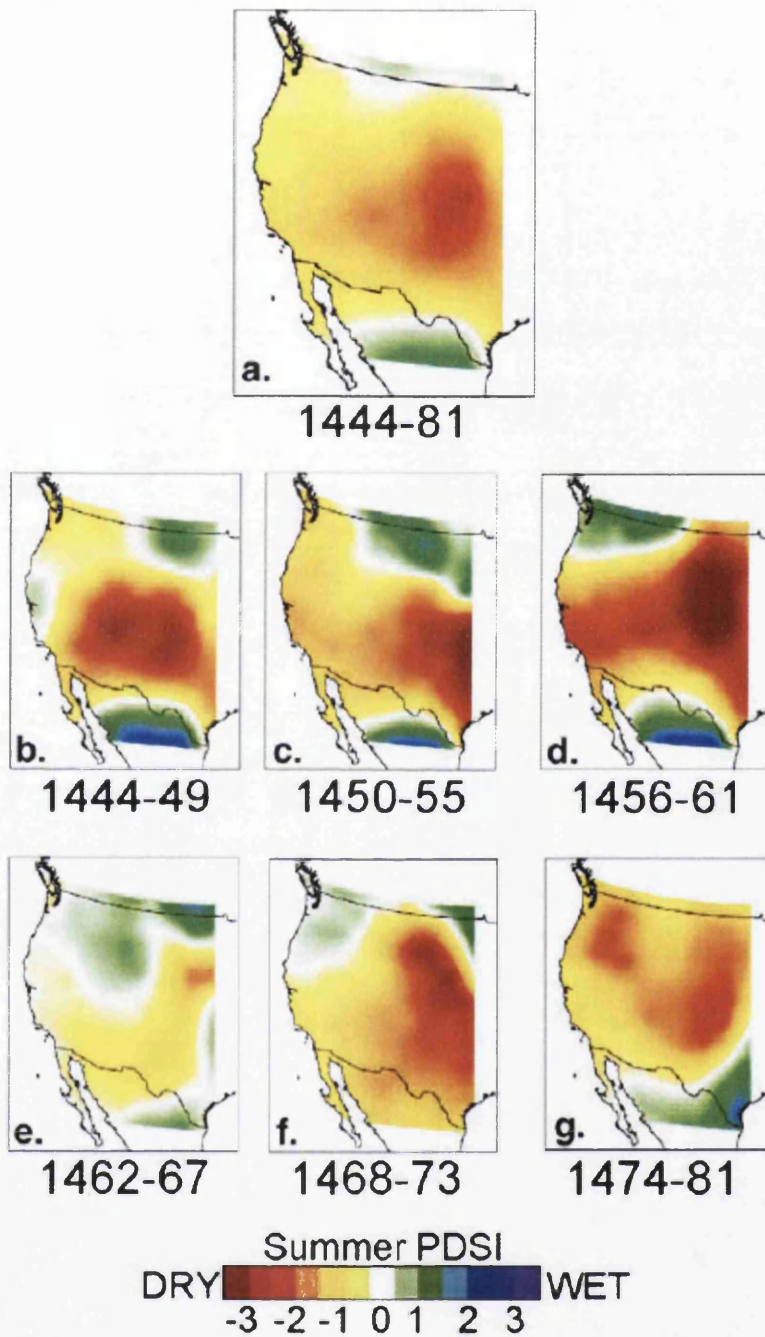 a.
1444-81
b. c. d.
1444-49 1450-55 1456-61
e. f. g.
1462-67 1468-73 1474-81
Summer PDSI
DRY WET
-3 -2 -1 0 1 2 3